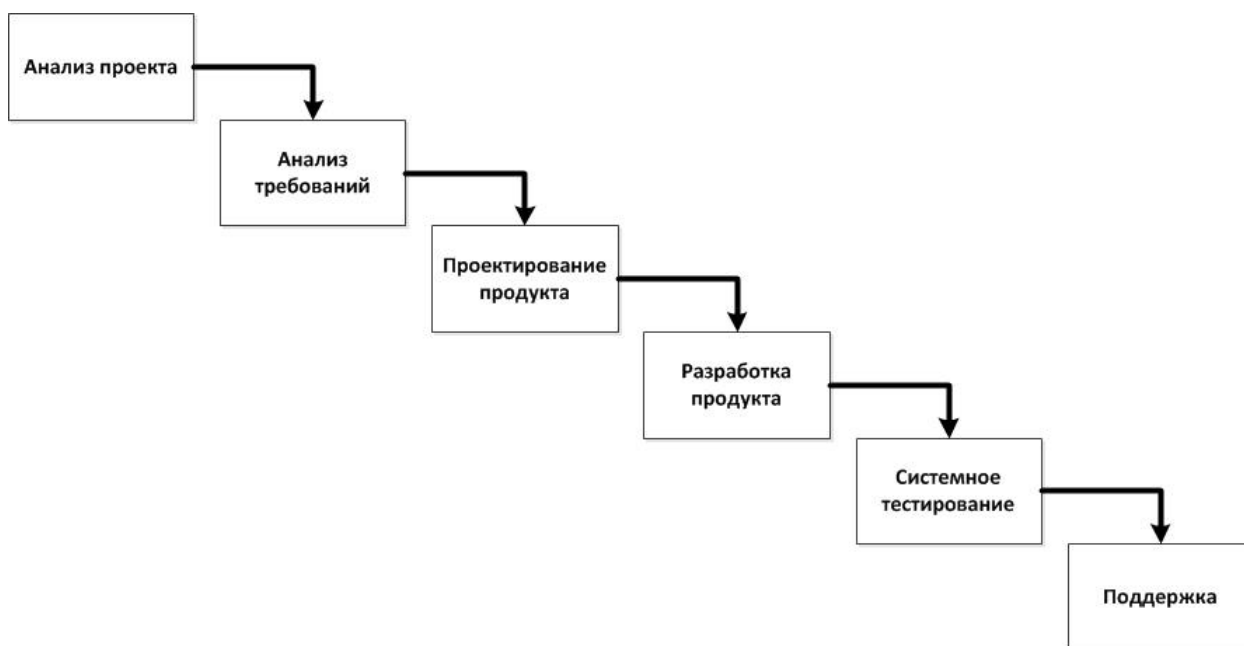 Анализ проекта
Анализ
требований
Проектирование
продукта
Разработка
продукта
Системное
тестирование
Поддержка